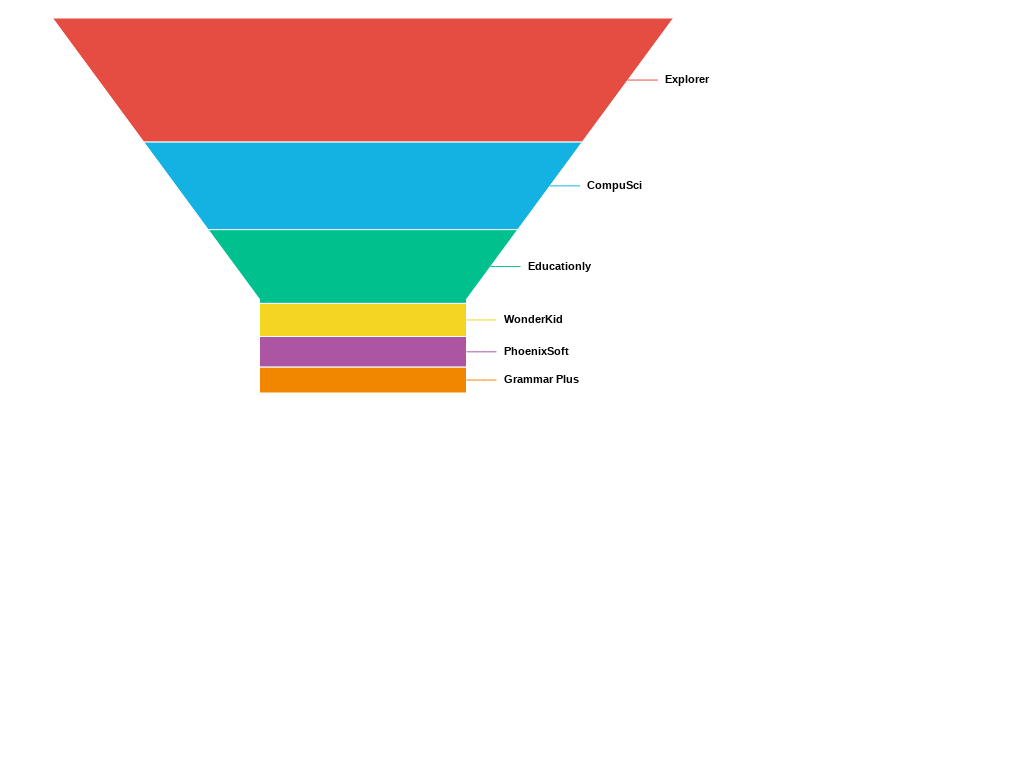 Explorer
CompuSci
Educationly
WonderKid
PhoenixSoft
Grammar Plus